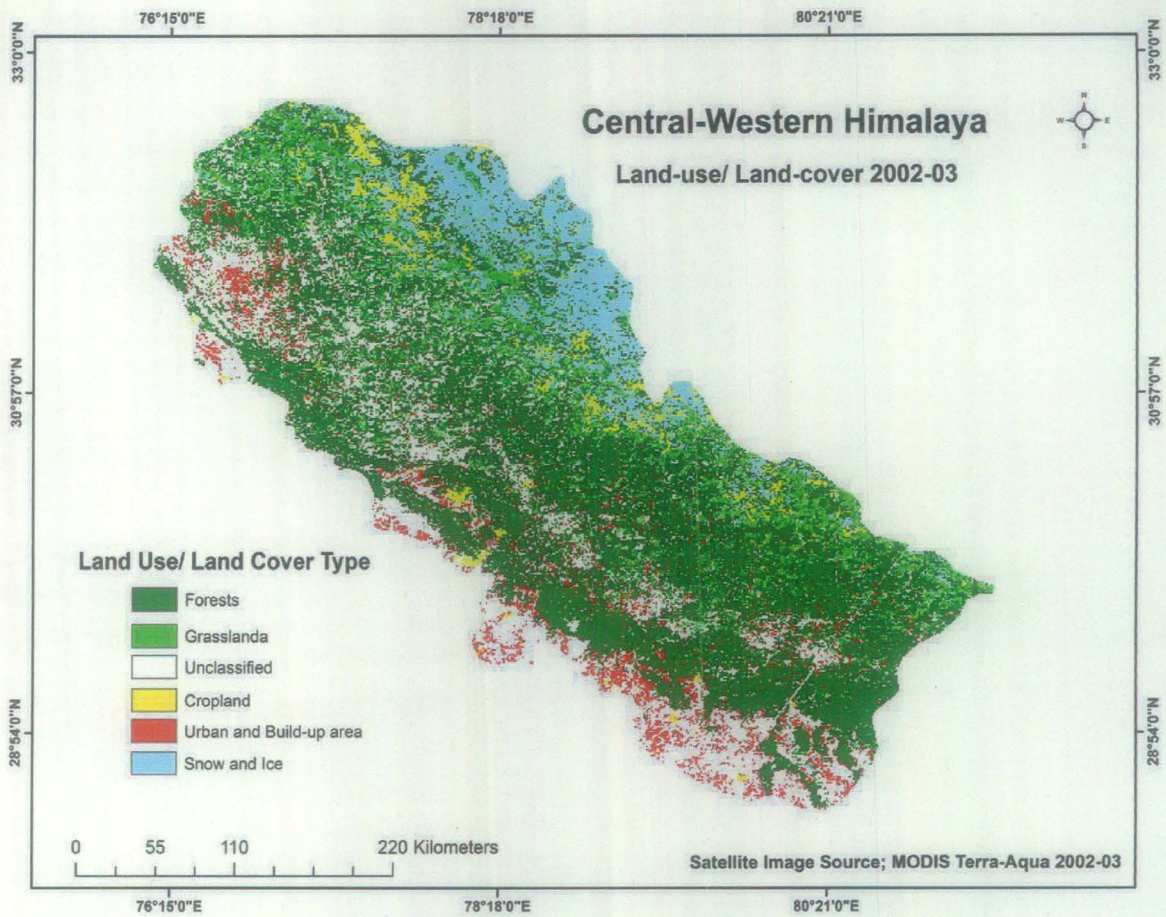 76°15'0"E 78°18'0"E 80°21'0"E
33°0'0"N 33°0'0"N
N
W E
S
Central-Western Himalaya
Land-use/ Land-cover 2002-03
30°57'0"N 30°57'0"N
Land Use/ Land Cover Type
Forests
Grasslanda
Unclassified
Cropland
Urban and Build-up area
Snow and Ice
28°54'0"N 28°54'0"N
0 55 110 220 Kilometers
Satellite Image Source; MODIS Terra-Aqua 2002-03
76°15'0"E 78°18'0"E 80°21'0"E